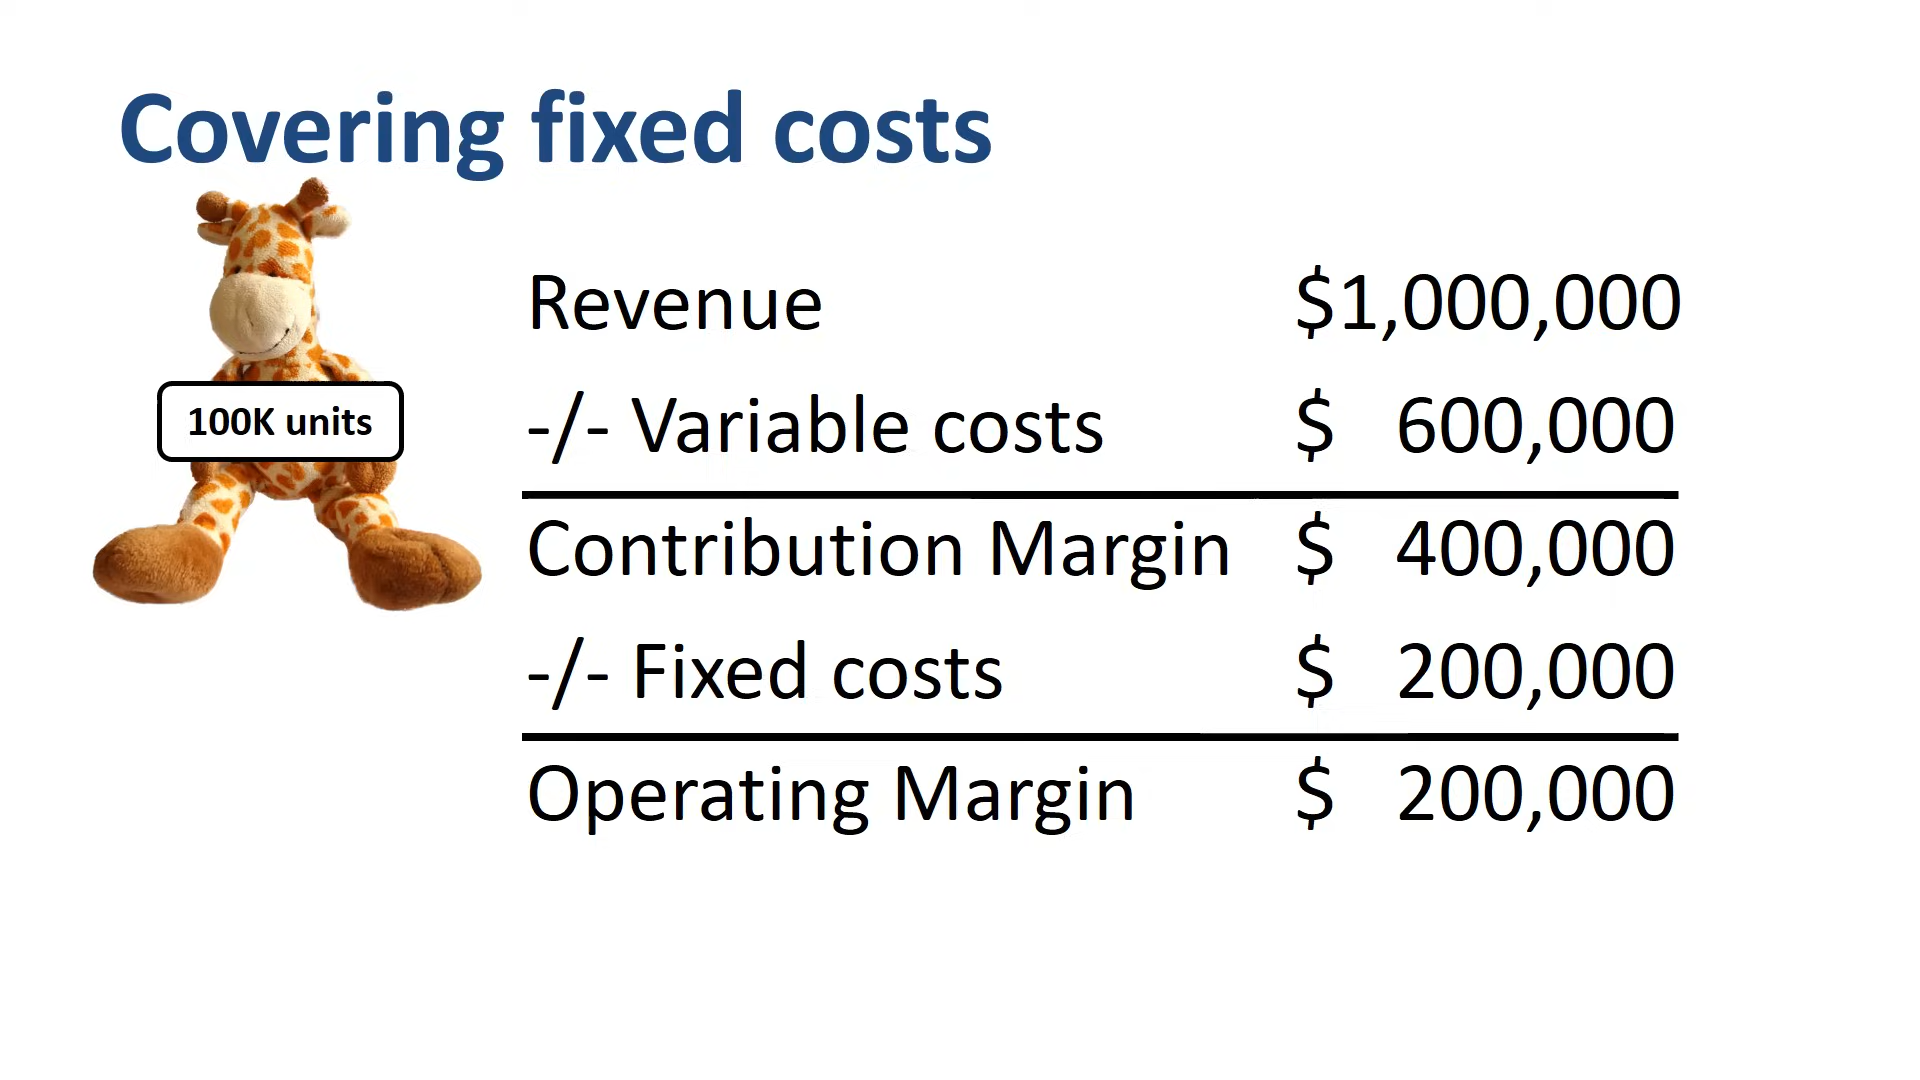 Covering fixed costs
100K units
Revenue $1,000,000
-/- Variable costs $ 600,000
Contribution Margin $ 400,000
-/- Fixed costs $ 200,000
Operating Margin $ 200,000